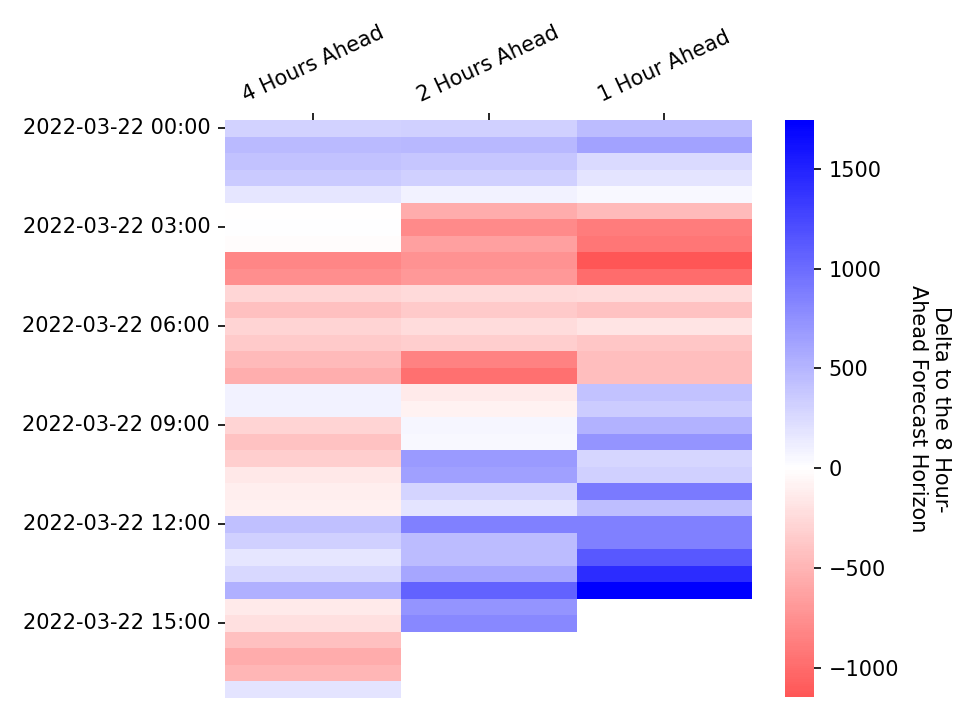 4 Hours Ahead
2 Hours Ahead
1 Hour Ahead
2022-03-22 00:00
2022-03-22 03:00
2022-03-22 06:00
2022-03-22 09:00
2022-03-22 12:00
2022-03-22 15:00
1500
1000
500
0
−500
−1000
Delta to the 8 Hour-
Ahead Forecast Horizon